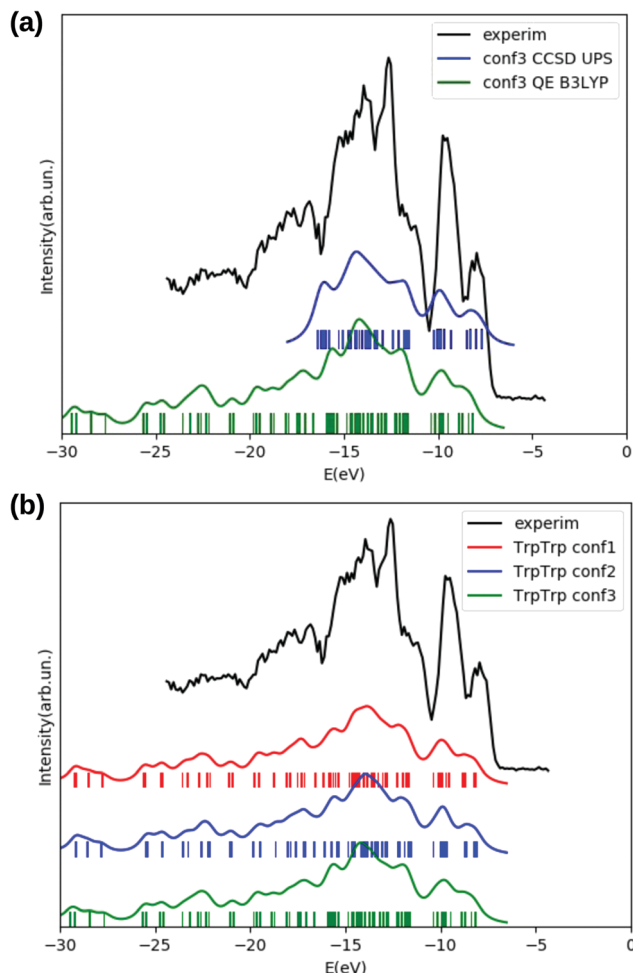 (a)
experim
conf3 CCSD UPS
conf3 QE B3LYP
Intensity(arb.un.)
−30 −25 −20 −15 −10 −5 0
E(eV)
(b)
experim
TrpTrp conf1
TrpTrp conf2
TrpTrp conf3
Intensity(arb.un.)
−30 −25 −20 −15 −10 −5 0
E(eV)